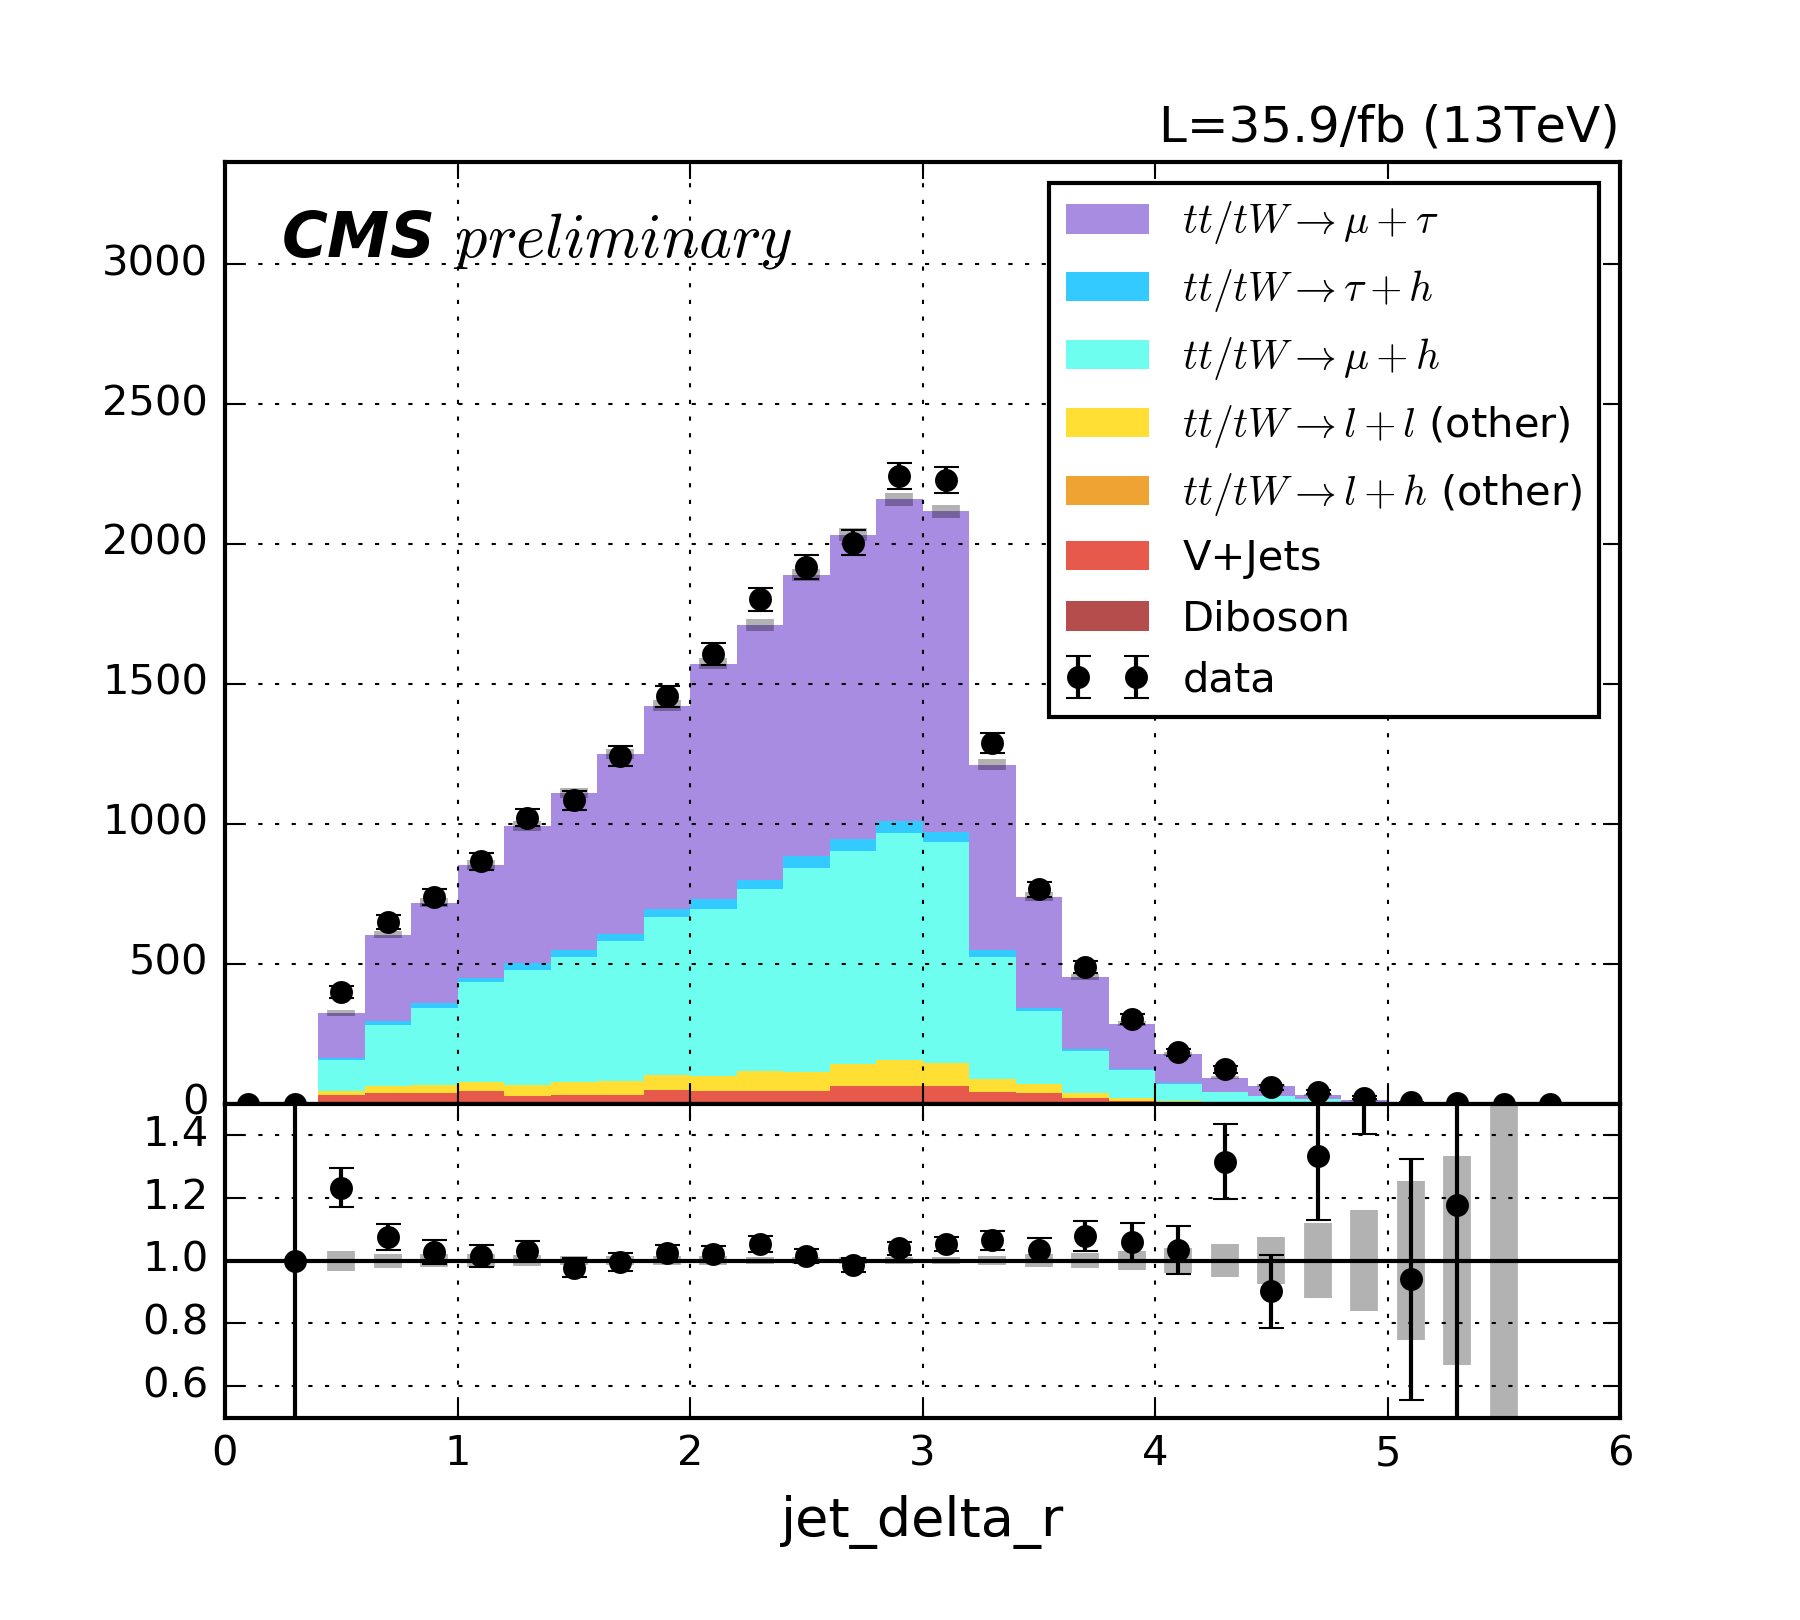 L=35.9/fb (13TeV)
CMS preliminary
tt/tW → μ + τ
tt/tW → τ + h
tt/tW → μ + h
tt/tW → l + l (other)
tt/tW → l + h (other)
V+Jets
Diboson
data
3000
2500
2000
1500
1000
500
0
1.4
1.2
1.0
0.8
0.6
0 1 2 3 4 5 6
jet_delta_r